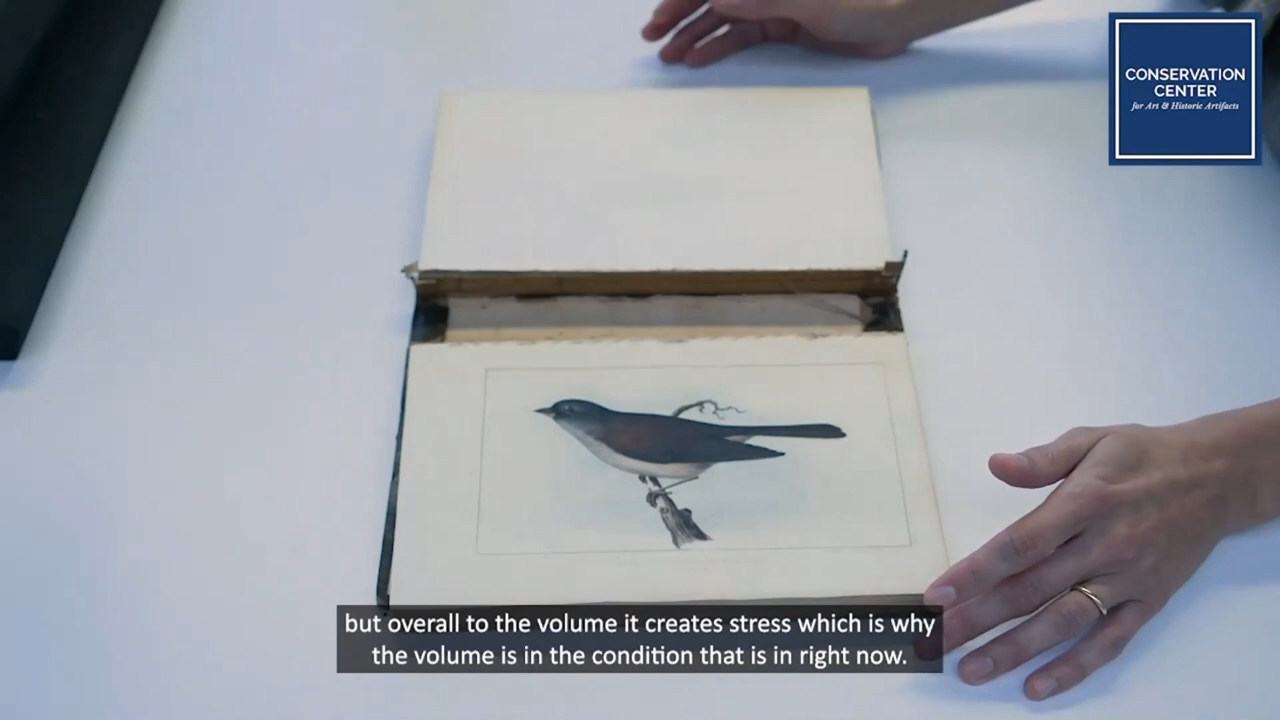 CONSERVATION
CENTER
for Art & Historic Artifacts
but overall to the volume it creates stress which is why
the volume is in the condition that is in right now.